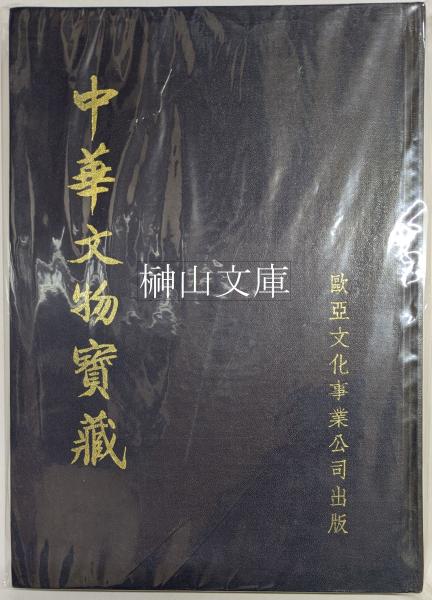 中華文物寶藏
榊山文庫
歐亞文化事業公司出版